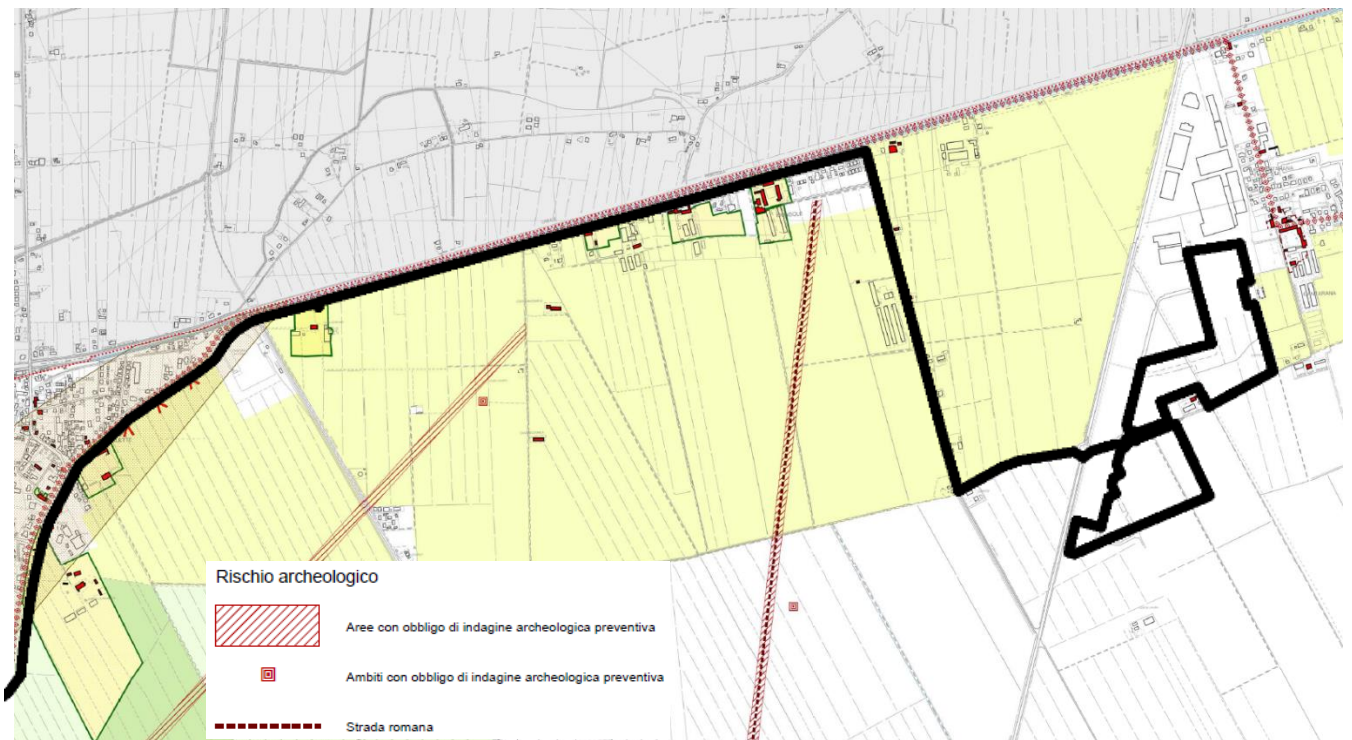 Rischio archeologico
Aree con obbligo di indagine archeologica preventiva
Ambiti con obbligo di indagine archeologica preventiva
Strada romana